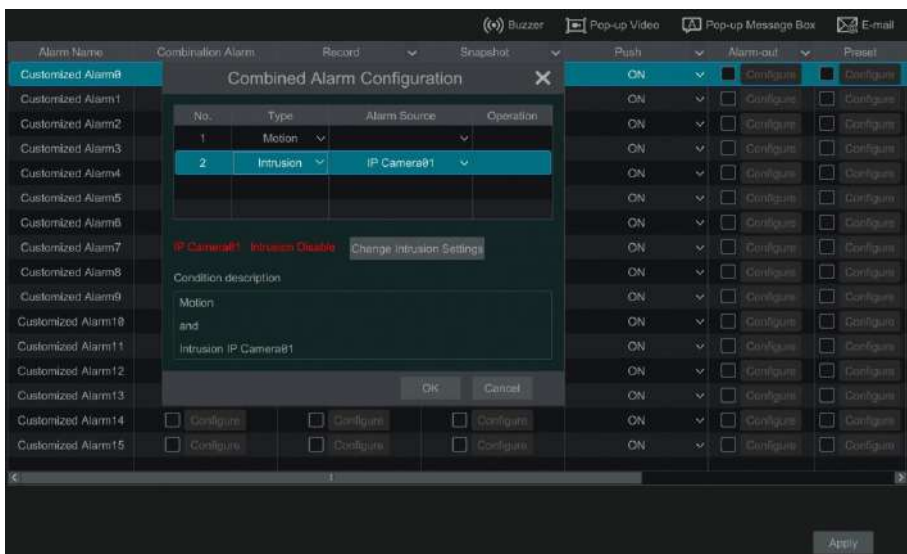 Buzzer Pop-up Video Pop-up Message Box E-mail
Alarm Name Combination Alarm Record Snapshot Push Alarm-out Preset
Customized Alarm0 ON Configure Configure
Combined Alarm Configuration
Customized Alarm1 ON Configure Configure
No. Type Alarm Source Operation
Customized Alarm2 ON Configure Configure
1 Motion
Customized Alarm3 ON Configure Configure
2 Intrusion IP Camera01
Customized Alarm4 ON Configure Configure
Customized Alarm5 ON Configure Configure
Customized Alarm6 ON Configure Configure
Customized Alarm7 ON Configure Configure
IP Camera01 Intrusion Disable Change Intrusion Settings
Customized Alarm8 ON Configure Configure
Condition description
Customized Alarm9 ON Configure Configure
Motion
Customized Alarm10 ON Configure Configure
and
Customized Alarm11 ON Configure Configure
Intrusion IP Camera01
Customized Alarm12 ON Configure Configure
Customized Alarm13 ON Configure Configure
OK Cancel
Customized Alarm14 Configure Configure Configure ON Configure Configure
Customized Alarm15 Configure Configure Configure ON Configure Configure
Apply